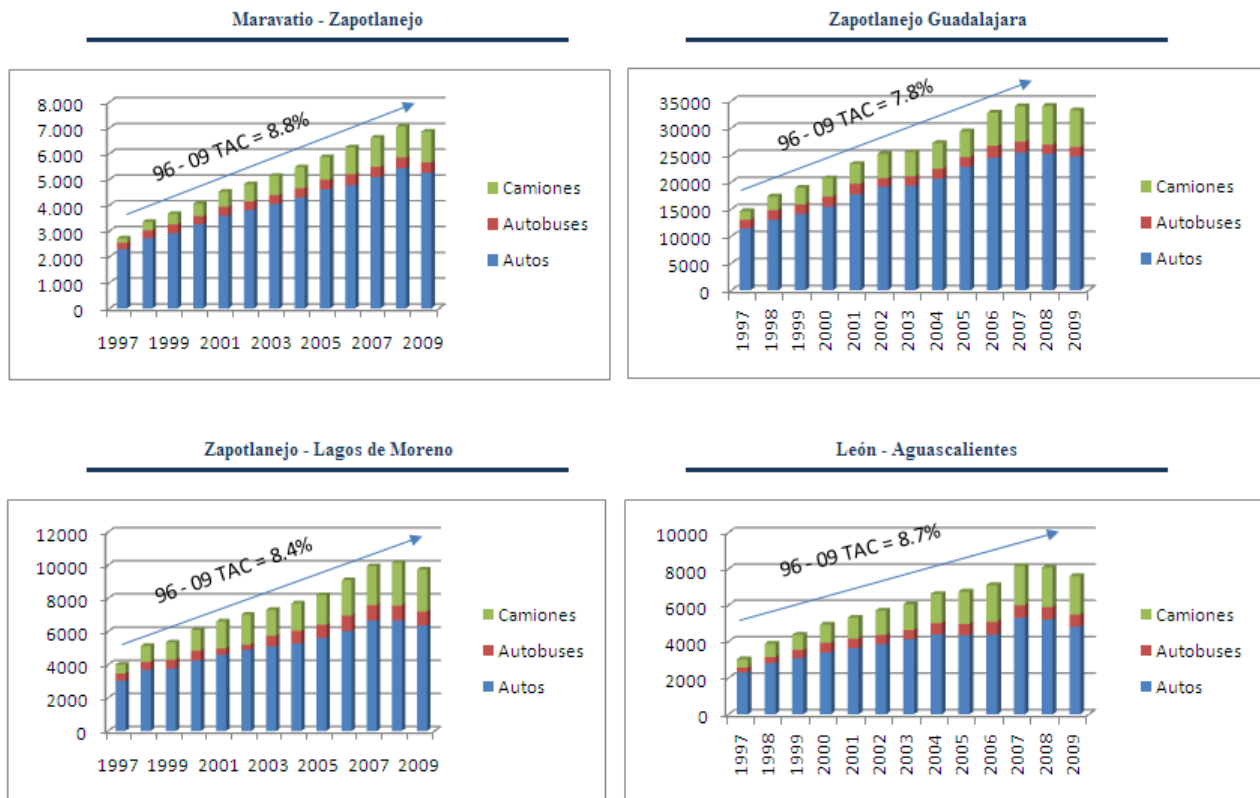 Maravatio - Zapotlanejo
8.000
7.000
6.000
5.000
4.000
3.000
2.000
1.000
0
96 - 09 TAC = 8.8%
1997 1999 2001 2003 2005 2007 2009
Camiones
Autobuses
Autos
Zapotlanejo Guadalajara
35000
30000
25000
20000
15000
10000
5000
0
96 - 09 TAC = 7.8%
1997 1998 1999 2000 2001 2002 2003 2004 2005 2006 2007 2008 2009
Camiones
Autobuses
Autos
Zapotlanejo - Lagos de Moreno
12000
10000
8000
6000
4000
2000
0
96 - 09 TAC = 8.4%
1997 1999 2001 2003 2005 2007 2009
Camiones
Autobuses
Autos
León - Aguascalientes
10000
8000
6000
4000
2000
0
96 - 09 TAC = 8.7%
1997 1998 1999 2000 2001 2002 2003 2004 2005 2006 2007 2008 2009
Camiones
Autobuses
Autos